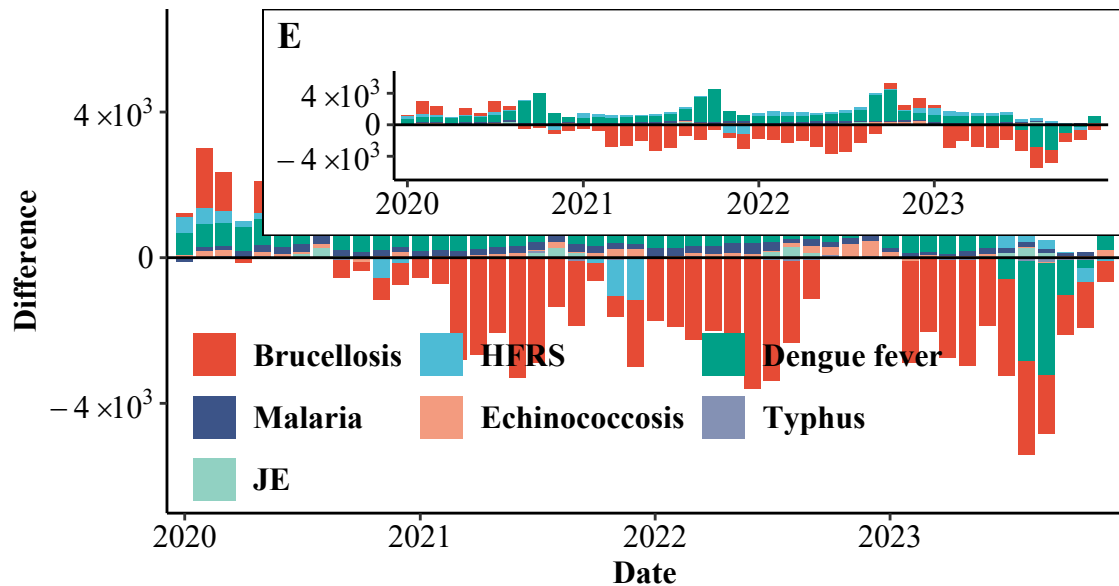 E
4 ×10³
0
− 4 ×10³
2020 2021 2022 2023
Difference
4 ×10³
0
− 4 ×10³
Brucellosis HFRS Dengue fever
Malaria Echinococcosis Typhus
JE
2020 2021 2022 2023
Date